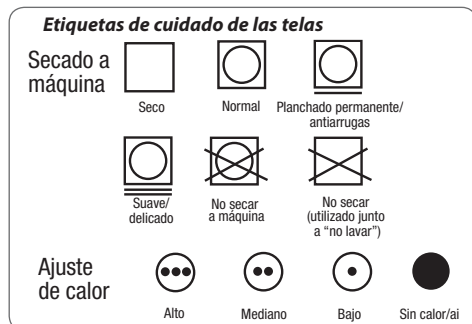 Etiquetas de cuidado de las telas
Secado a
máquina
Seco
Normal
Planchado permanente/
antiarrugas
Suave/
delicado
No secar
a máquina
No secar
(utilizado junto
a “no lavar”)
Ajuste
de calor
Alto
Mediano
Bajo
Sin calor/ai